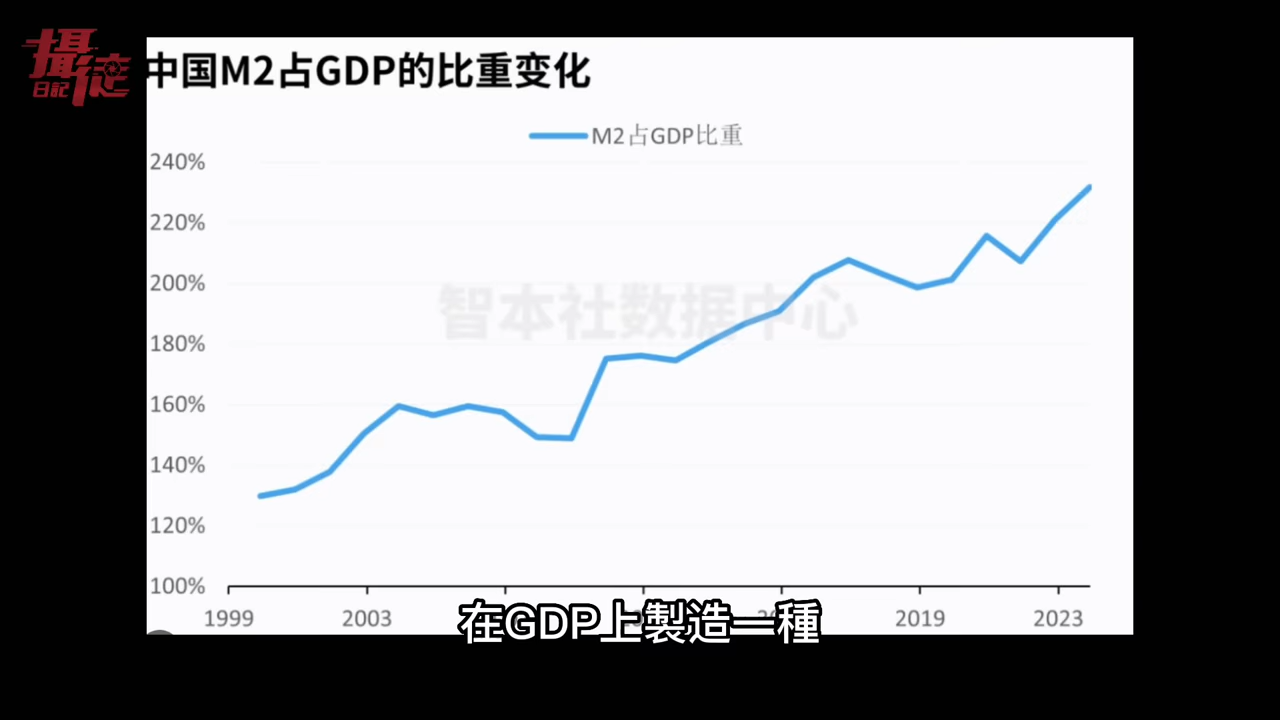 攝徒
日記
中国M2占GDP的比重变化
M2占GDP比重
240%
220%
200%
180%
160%
140%
120%
100%
智本社数据中心
1999
2003
2019
2023
在GDP上製造一種